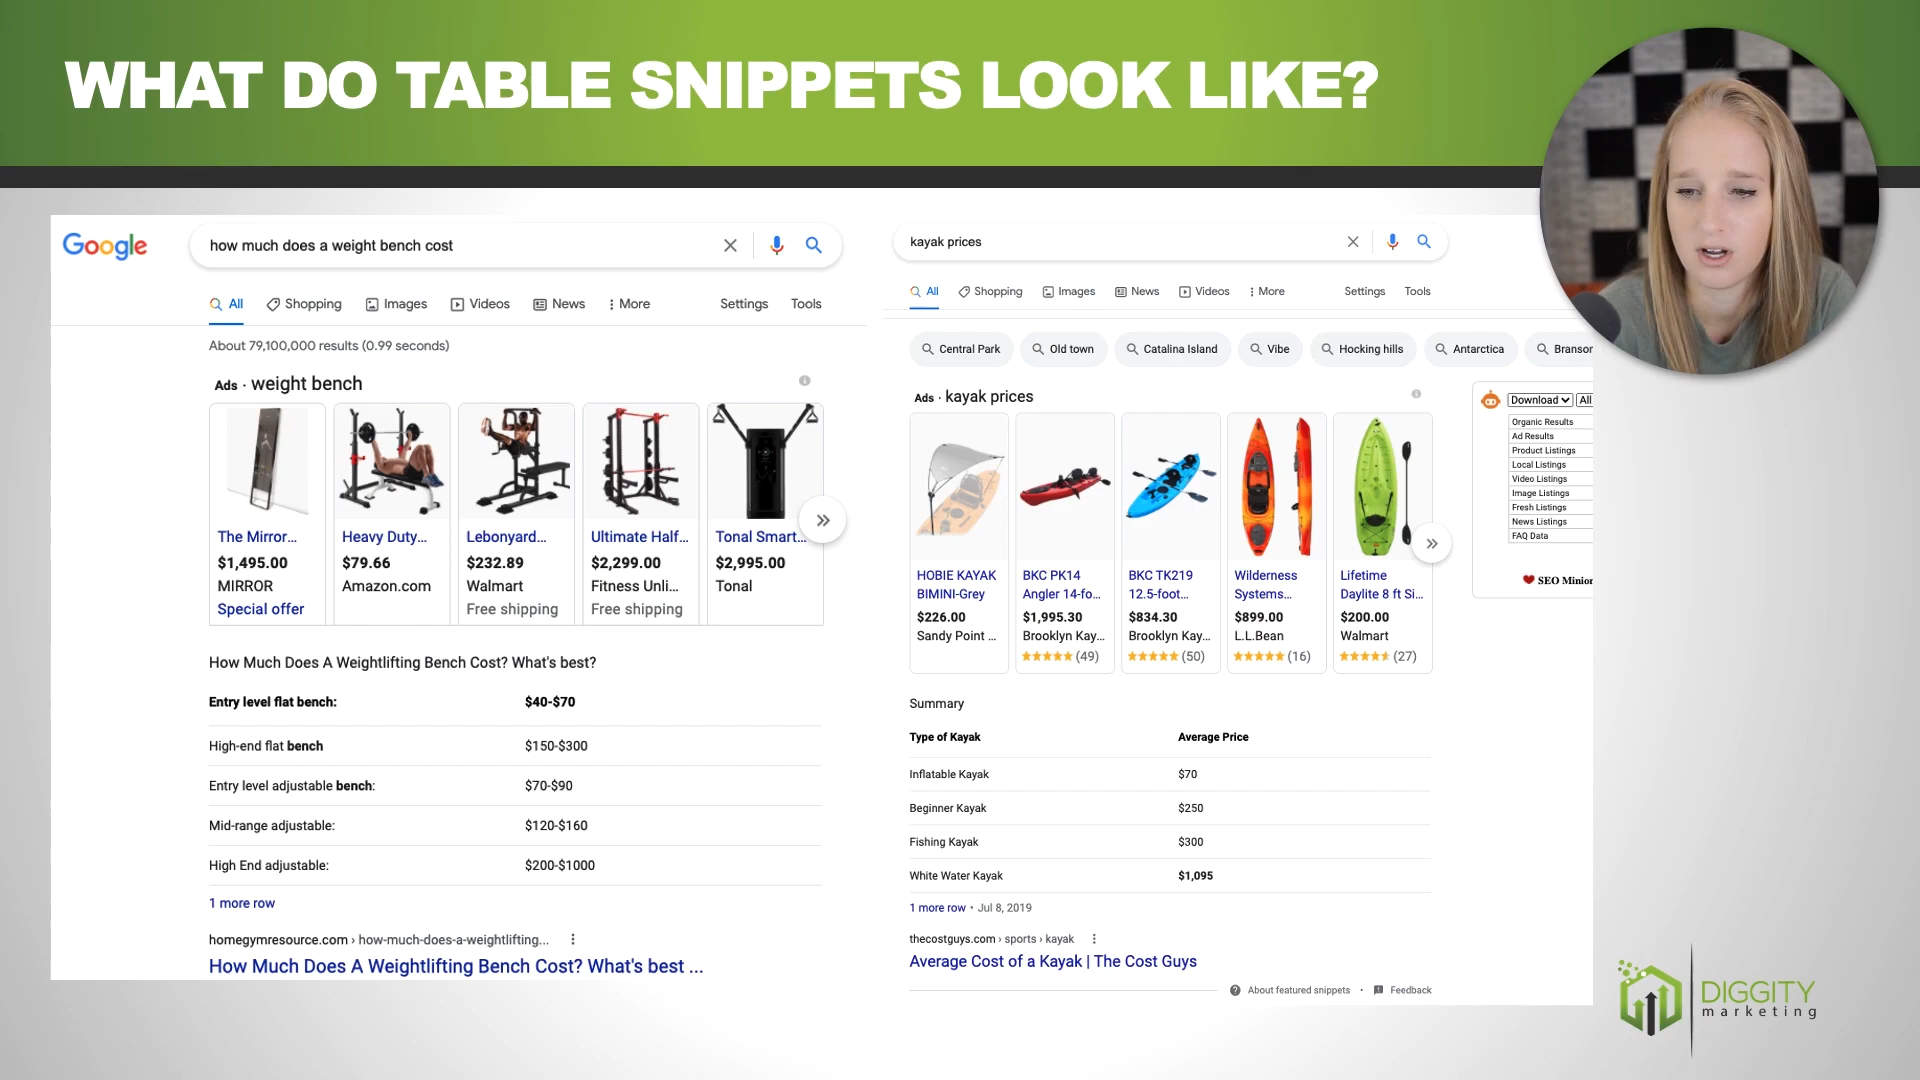 WHAT DO TABLE SNIPPETS LOOK LIKE?
Google
how much does a weight bench cost
All Shopping Images Videos News More Settings Tools
About 79,100,000 results (0.99 seconds)
Ads · weight bench
The Mirror...
$1,495.00
MIRROR
Special offer
Heavy Duty...
$79.66
Amazon.com
Lebonyard...
$232.89
Walmart
Free shipping
Ultimate Half...
$2,299.00
Fitness Unli...
Free shipping
Tonal Smart...
$2,995.00
Tonal
How Much Does A Weightlifting Bench Cost? What's best?
Entry level flat bench: $40-$70
High-end flat bench $150-$300
Entry level adjustable bench: $70-$90
Mid-range adjustable: $120-$160
High End adjustable: $200-$1000
1 more row
homegymresource.com › how-much-does-a-weightlifting...
How Much Does A Weightlifting Bench Cost? What's best ...
kayak prices
All Shopping Images News Videos More Settings Tools
Central Park Old town Catalina Island Vibe Hocking hills Antarctica Branson
Ads · kayak prices
HOBIE KAYAK
BIMINI-Grey
$226.00
Sandy Point ...
BKC PK14
Angler 14-fo...
$1,995.30
Brooklyn Kay...
(49)
BKC TK219
12.5-foot...
$834.30
Brooklyn Kay...
(50)
Wilderness
Systems...
$899.00
L.L.Bean
(16)
Lifetime
Daylite 8 ft Si...
$200.00
Walmart
(27)
Summary
Type of Kayak Average Price
Inflatable Kayak $70
Beginner Kayak $250
Fishing Kayak $300
White Water Kayak $1,095
1 more row • Jul 8, 2019
thecostguys.com › sports › kayak
Average Cost of a Kayak | The Cost Guys
About featured snippets • Feedback
Download All
Organic Results
Ad Results
Product Listings
Local Listings
Video Listings
Image Listings
Fresh Listings
News Listings
FAQ Data
SEO Minion
DIGGITY
marketing